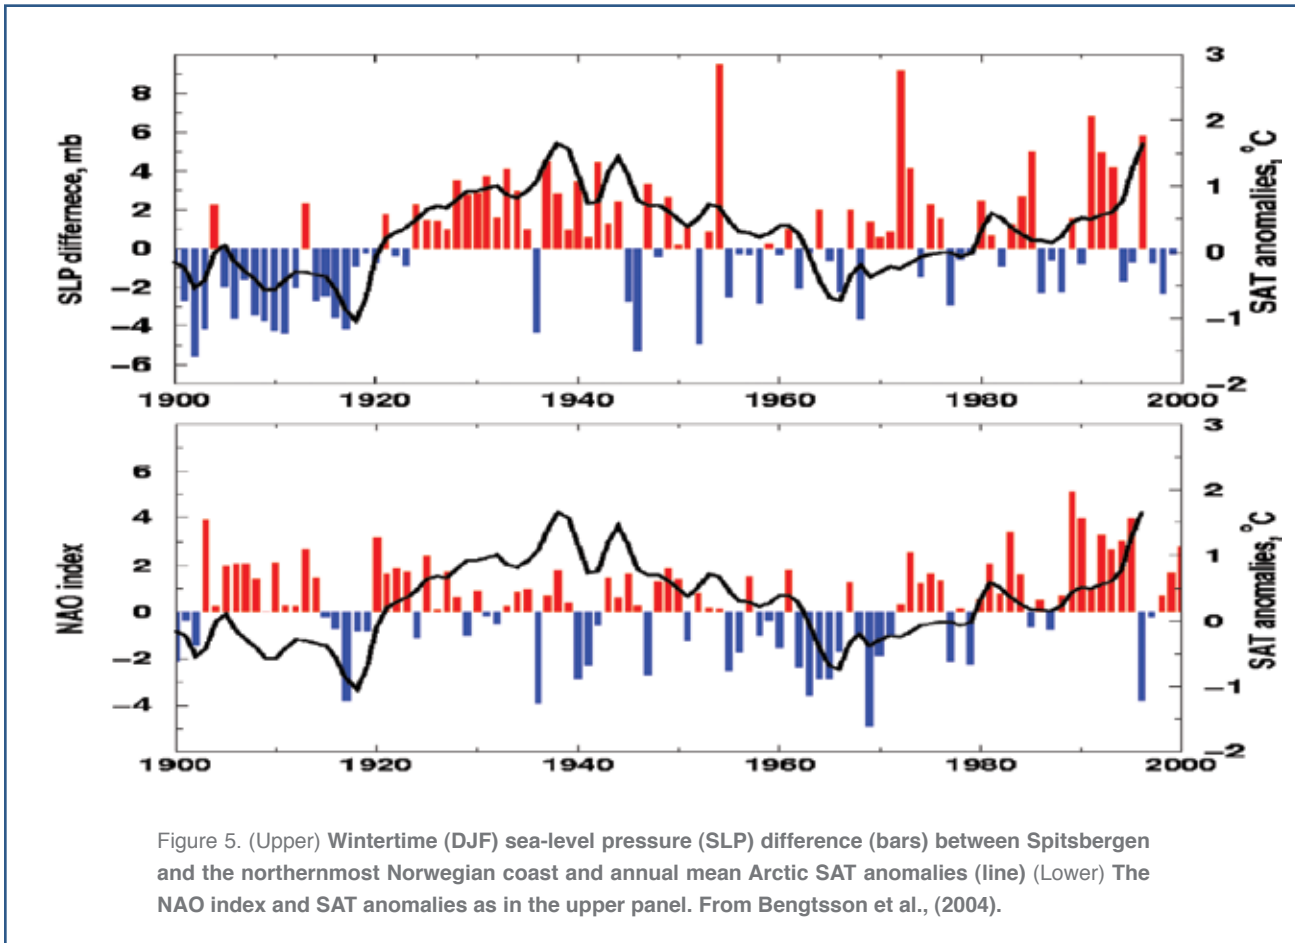 3
8
6
4
2
0
−2
−4
−6
2
1
0
−1
−2
SLP differnece, mb
SAT anomalies, °C
1900 1920 1940 1960 1980 2000
3
6
4
2
0
−2
−4
2
1
0
−1
−2
NAO index
SAT anomalies, °C
1900 1920 1940 1960 1980 2000
Figure 5. (Upper) Wintertime (DJF) sea-level pressure (SLP) difference (bars) between Spitsbergen
and the northernmost Norwegian coast and annual mean Arctic SAT anomalies (line) (Lower) The
NAO index and SAT anomalies as in the upper panel. From Bengtsson et al., (2004).